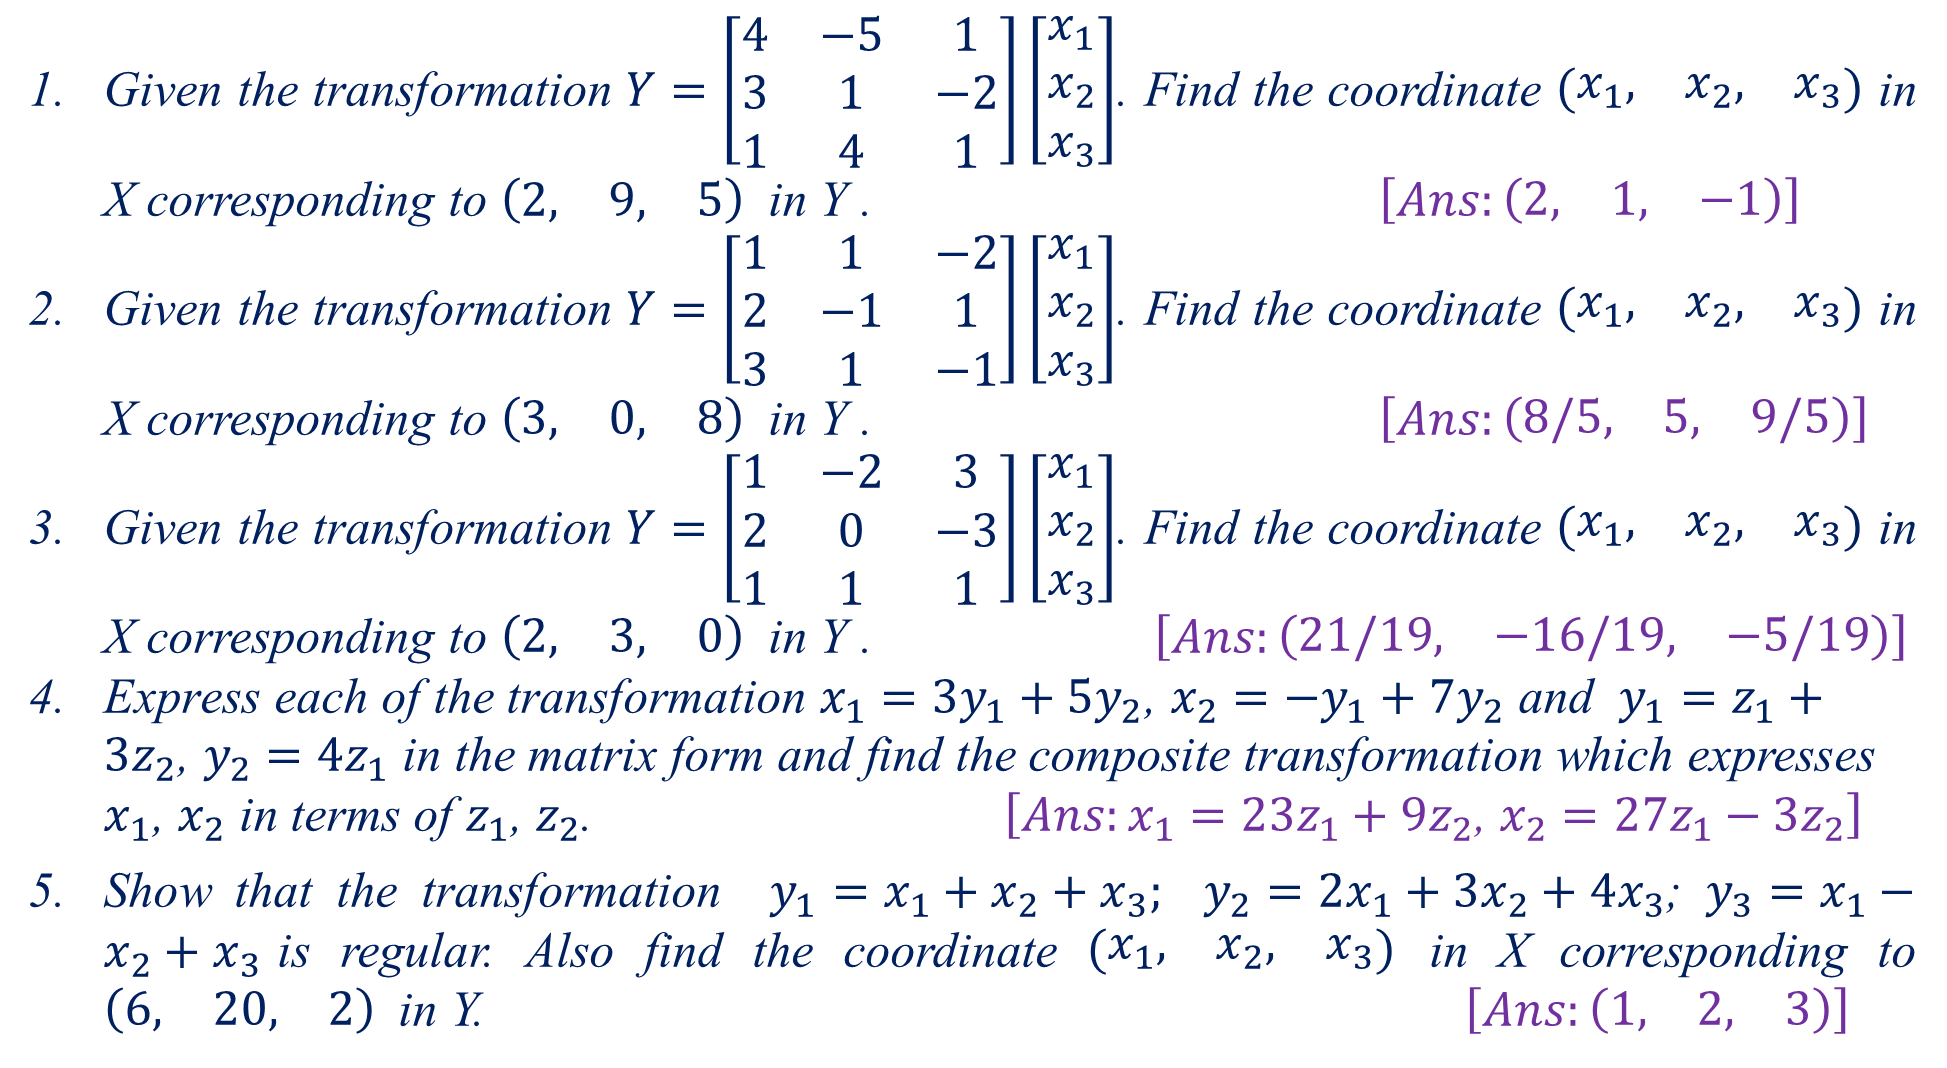 4 −5 1 x₁
1. Given the transformation Y = 3 1 −2 x₂. Find the coordinate (x₁, x₂, x₃) in
1 4 1 x₃
X corresponding to (2, 9, 5) in Y. [Ans: (2, 1, −1)]
1 1 −2 x₁
2. Given the transformation Y = 2 −1 1 x₂. Find the coordinate (x₁, x₂, x₃) in
3 1 −1 x₃
X corresponding to (3, 0, 8) in Y. [Ans: (8/5, 5, 9/5)]
1 −2 3 x₁
3. Given the transformation Y = 2 0 −3 x₂. Find the coordinate (x₁, x₂, x₃) in
1 1 1 x₃
X corresponding to (2, 3, 0) in Y. [Ans: (21/19, −16/19, −5/19)]
4. Express each of the transformation x₁ = 3y₁ + 5y₂, x₂ = −y₁ + 7y₂ and y₁ = z₁ +
3z₂, y₂ = 4z₁ in the matrix form and find the composite transformation which expresses
x₁, x₂ in terms of z₁, z₂. [Ans: x₁ = 23z₁ + 9z₂, x₂ = 27z₁ − 3z₂]
5. Show that the transformation y₁ = x₁ + x₂ + x₃; y₂ = 2x₁ + 3x₂ + 4x₃; y₃ = x₁ −
x₂ + x₃ is regular. Also find the coordinate (x₁, x₂, x₃) in X corresponding to
(6, 20, 2) in Y. [Ans: (1, 2, 3)]